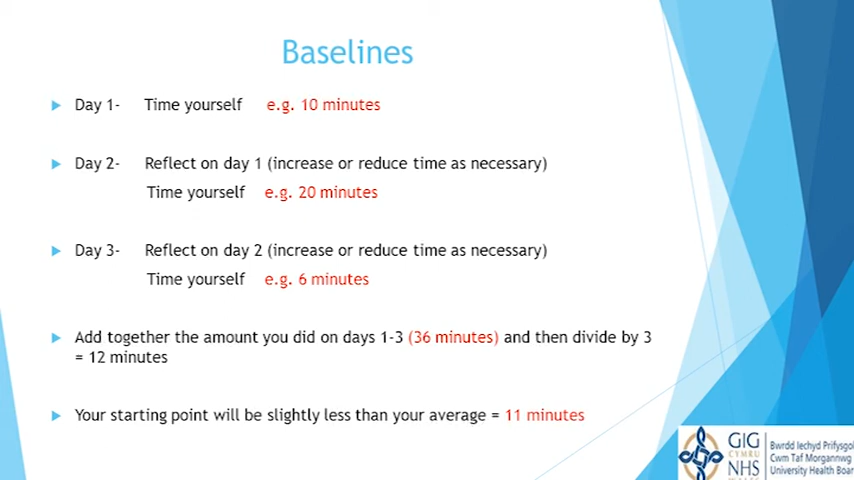 Baselines
Day 1- Time yourself e.g. 10 minutes
Day 2- Reflect on day 1 (increase or reduce time as necessary)
Time yourself e.g. 20 minutes
Day 3- Reflect on day 2 (increase or reduce time as necessary)
Time yourself e.g. 6 minutes
Add together the amount you did on days 1-3 (36 minutes) and then divide by 3
= 12 minutes
Your starting point will be slightly less than your average = 11 minutes
GIG
CYMRU
NHS
Bwrdd Iechyd Prifysgol
Cwm Taf Morgannwg
University Health Boar